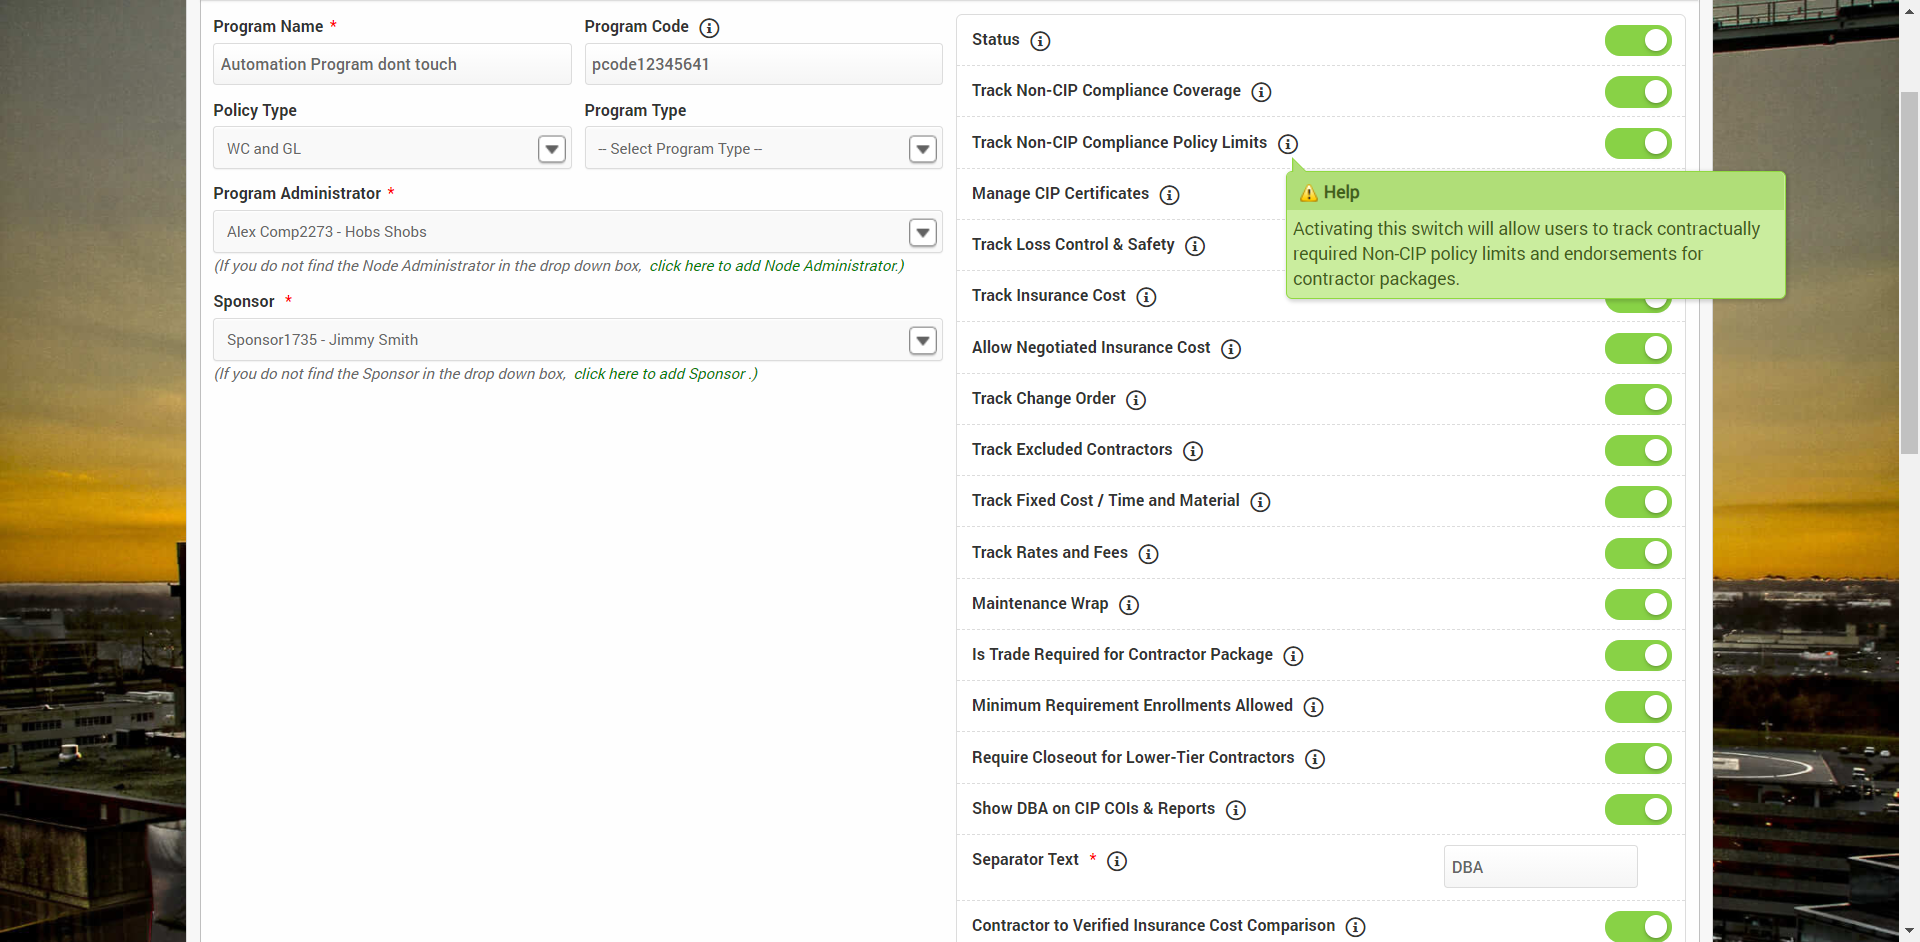 Program Name *
Program Code
Automation Program dont touch
pcode12345641
Policy Type
Program Type
WC and GL
-- Select Program Type --
Program Administrator *
Alex Comp2273 - Hobs Shobs
(If you do not find the Node Administrator in the drop down box, click here to add Node Administrator.)
Sponsor *
Sponsor1735 - Jimmy Smith
(If you do not find the Sponsor in the drop down box, click here to add Sponsor .)
Status
Track Non-CIP Compliance Coverage
Track Non-CIP Compliance Policy Limits
Help
Activating this switch will allow users to track contractually
required Non-CIP policy limits and endorsements for
contractor packages.
Manage CIP Certificates
Track Loss Control & Safety
Track Insurance Cost
Allow Negotiated Insurance Cost
Track Change Order
Track Excluded Contractors
Track Fixed Cost / Time and Material
Track Rates and Fees
Maintenance Wrap
Is Trade Required for Contractor Package
Minimum Requirement Enrollments Allowed
Require Closeout for Lower-Tier Contractors
Show DBA on CIP COIs & Reports
Separator Text *
DBA
Contractor to Verified Insurance Cost Comparison